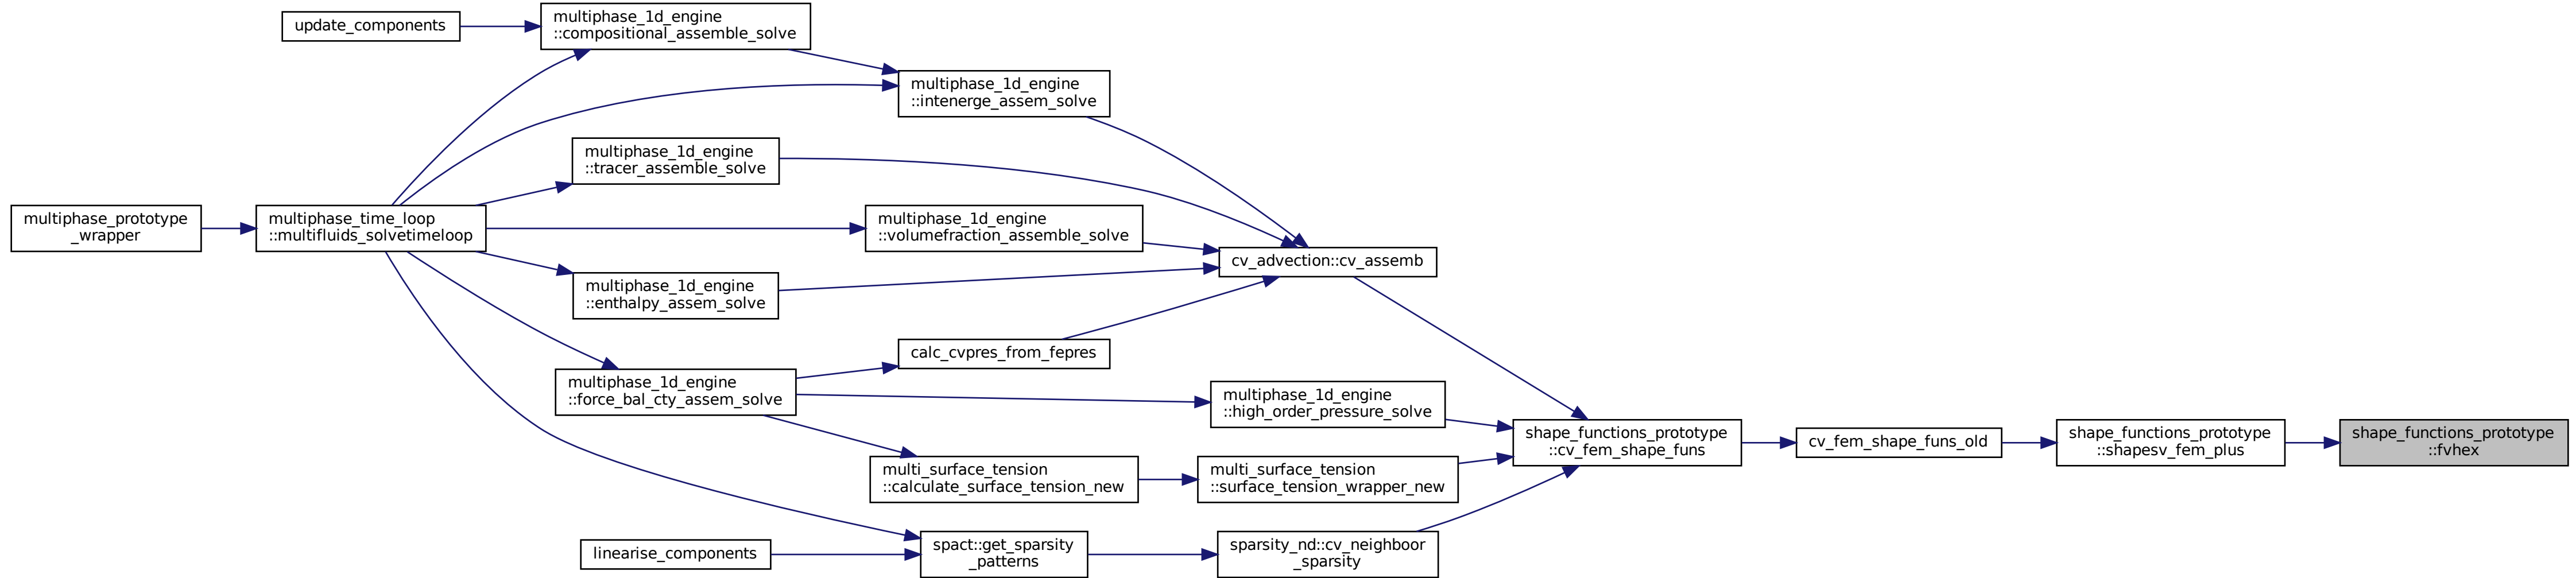 update_components
multiphase_1d_engine
::compositional_assemble_solve
multiphase_1d_engine
::intenerge_assem_solve
multiphase_1d_engine
::tracer_assemble_solve
multiphase_prototype
_wrapper
multiphase_time_loop
::multifluids_solvetimeloop
multiphase_1d_engine
::volumefraction_assemble_solve
cv_advection::cv_assemb
multiphase_1d_engine
::enthalpy_assem_solve
calc_cvpres_from_fepres
multiphase_1d_engine
::force_bal_cty_assem_solve
multiphase_1d_engine
::high_order_pressure_solve
shape_functions_prototype
::cv_fem_shape_funs
cv_fem_shape_funs_old
shape_functions_prototype
::shapesv_fem_plus
shape_functions_prototype
::fvhex
multi_surface_tension
::calculate_surface_tension_new
multi_surface_tension
::surface_tension_wrapper_new
linearise_components
spact::get_sparsity
_patterns
sparsity_nd::cv_neighboor
_sparsity